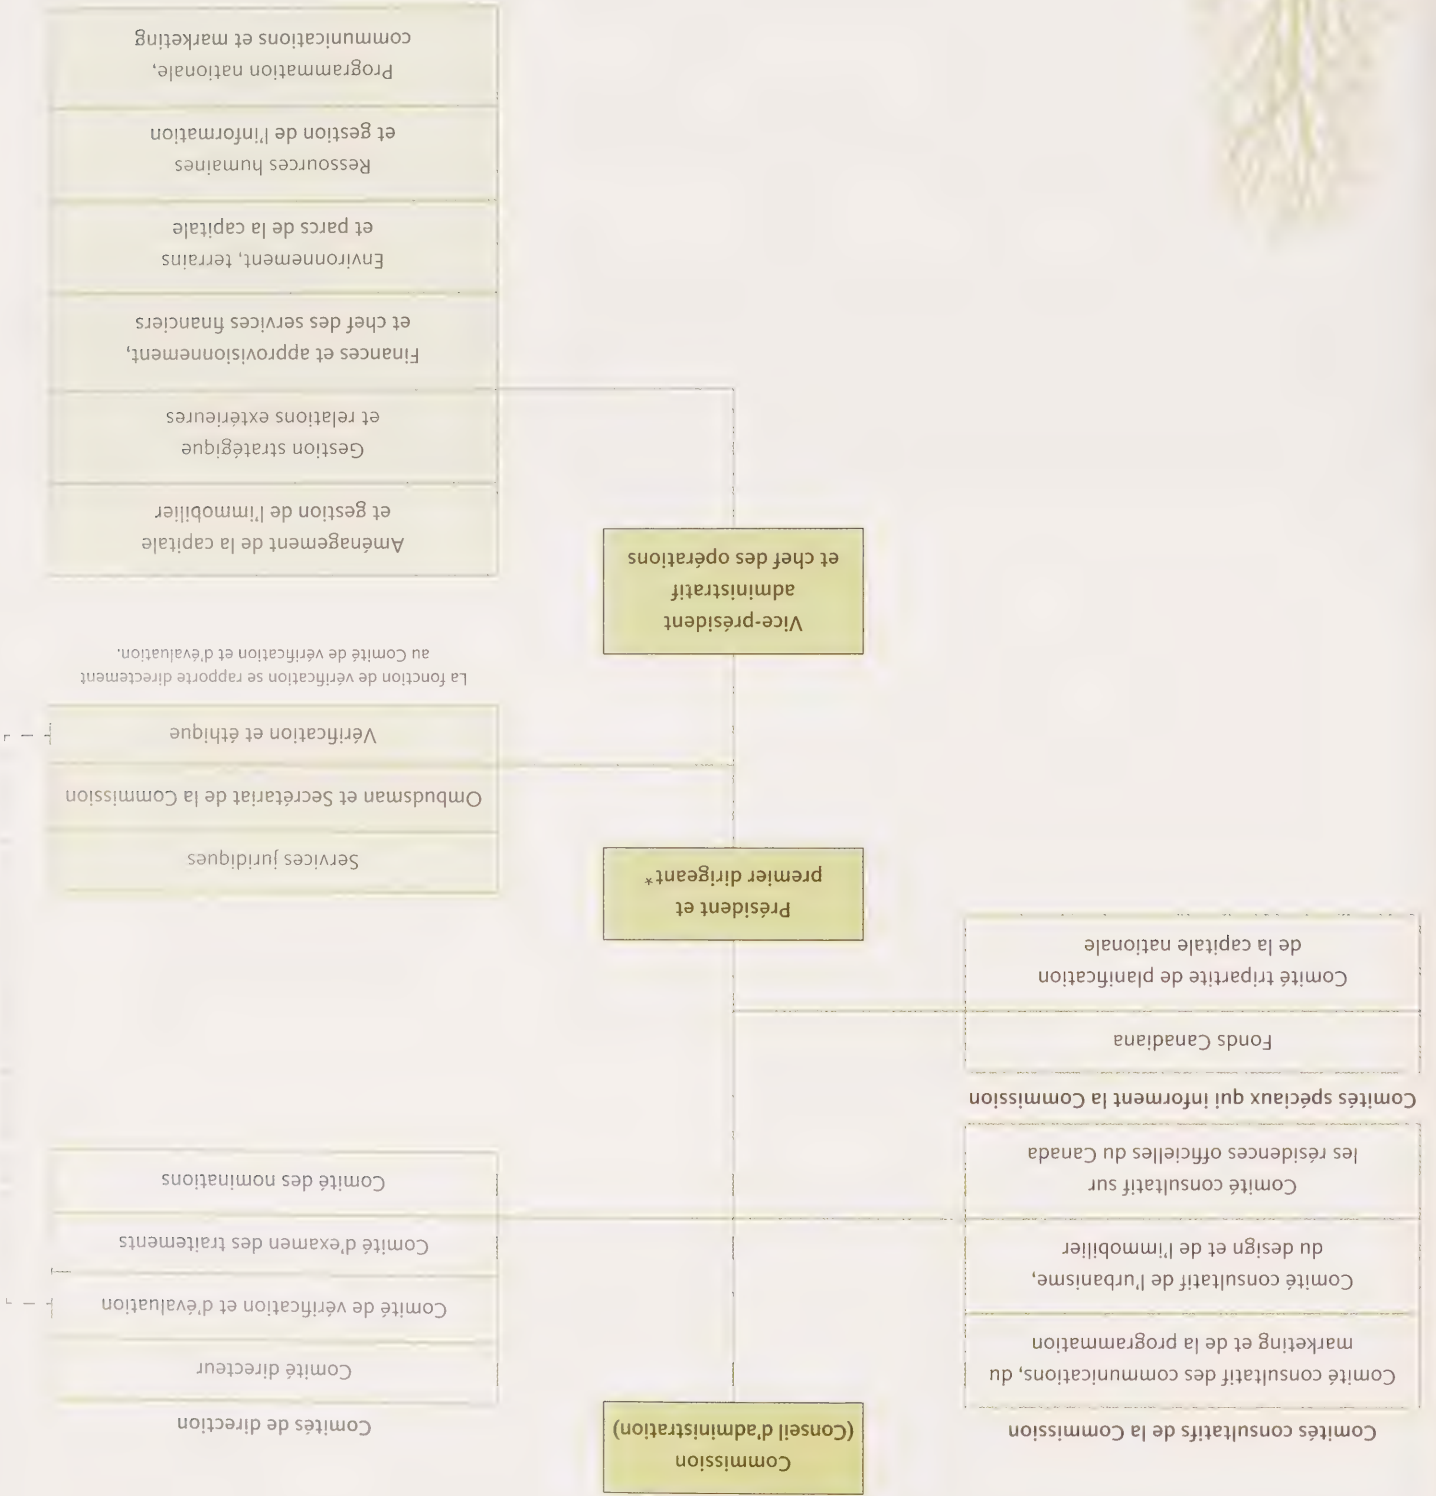 Comités consultatifs de la Commission
Comité consultatif des communications, du
marketing et de la programmation
Comité consultatif de l'urbanisme,
du design et de l'immobilier
Comité consultatif sur
les résidences officielles du Canada
Comités spéciaux qui informent la Commission
Fonds Canadiana
Comité tripartite de planification
de la capitale nationale
Commission
(Conseil d'administration)
Président et
premier dirigeant*
Vice-président
administratif
et chef des opérations
Comités de direction
Comité directeur
Comité de vérification et d'évaluation
Comité d'examen des traitements
Comité des nominations
Services juridiques
Ombudsman et Secrétariat de la Commission
Vérification et éthique
La fonction de vérification se rapporte directement
au Comité de vérification et d'évaluation.
Aménagement de la capitale
et gestion de l'immobilier
Gestion stratégique
et relations extérieures
Finances et approvisionnement,
et chef des services financiers
Environnement, terrains
et parcs de la capitale
Ressources humaines
et gestion de l'information
Programmation nationale,
communications et marketing